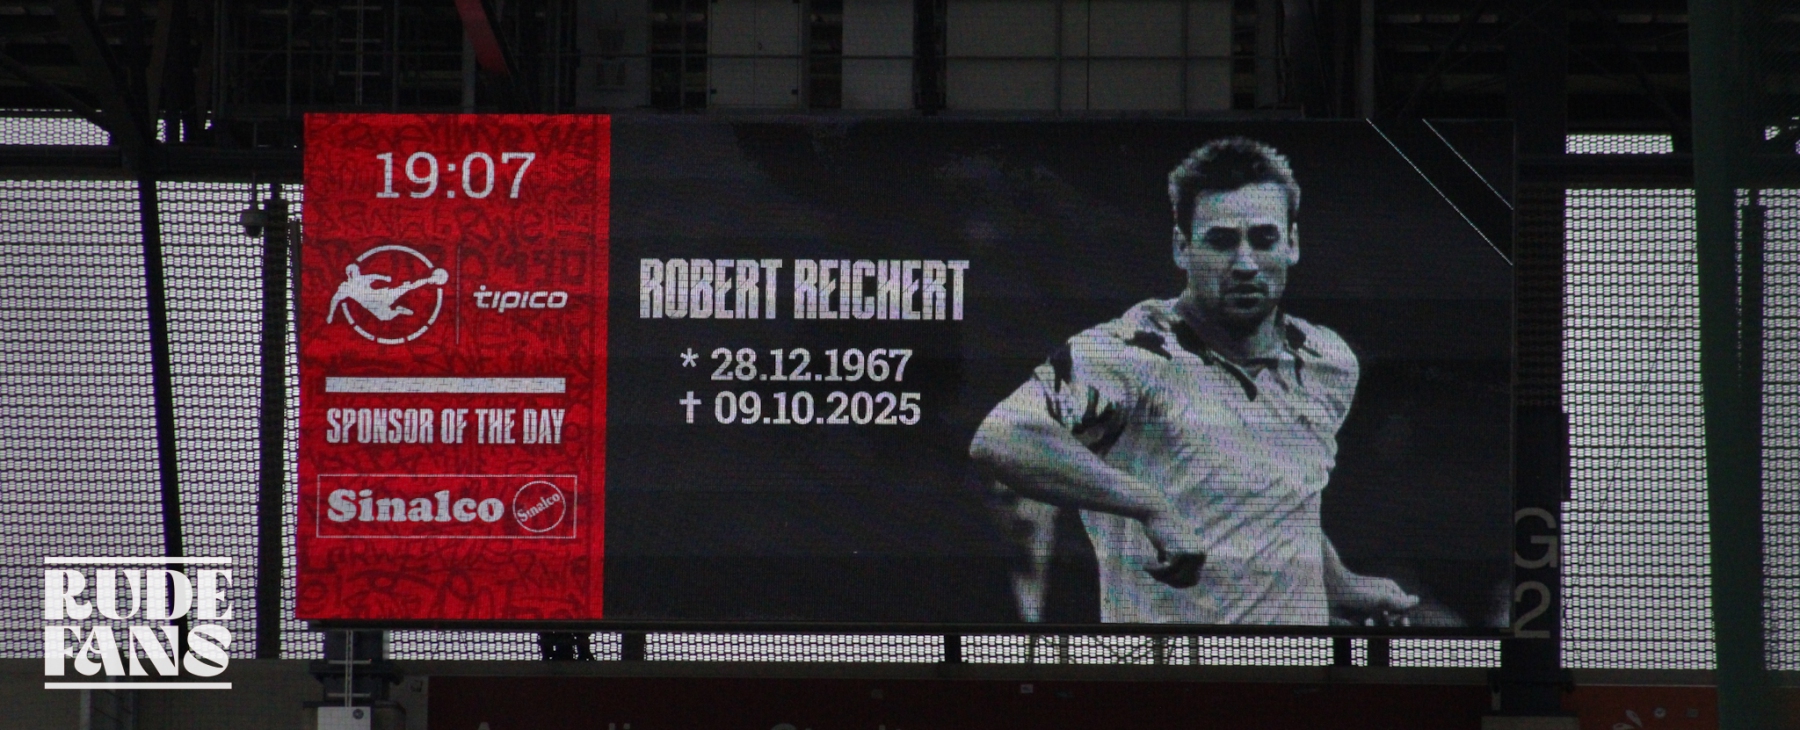 19:07
tipico
SPONSOR OF THE DAY
Sinalco Sinalco
ROBERT REICHERT
* 28.12.1967
† 09.10.2025
G
2
RUDE
FANS